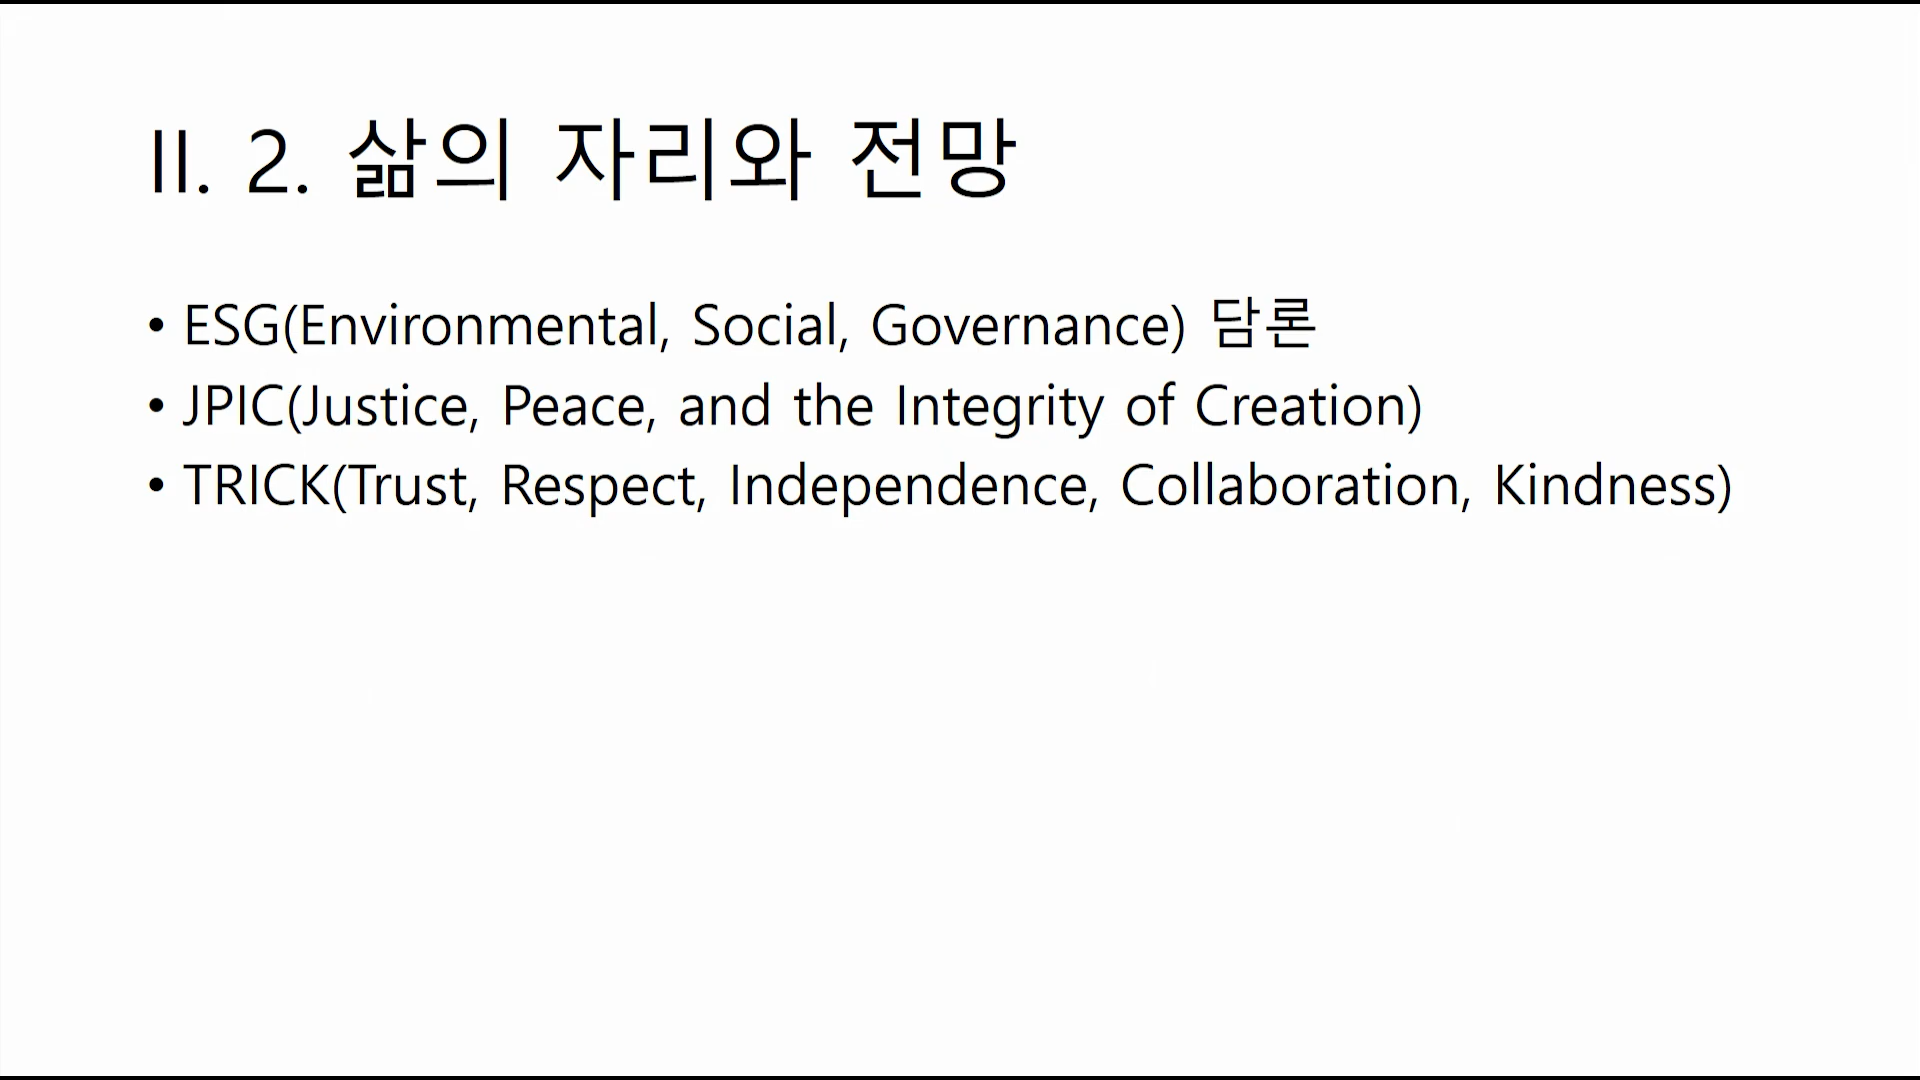 II. 2. 삶의 자리와 전망
• ESG(Environmental, Social, Governance) 담론
• JPIC(Justice, Peace, and the Integrity of Creation)
• TRICK(Trust, Respect, Independence, Collaboration, Kindness)